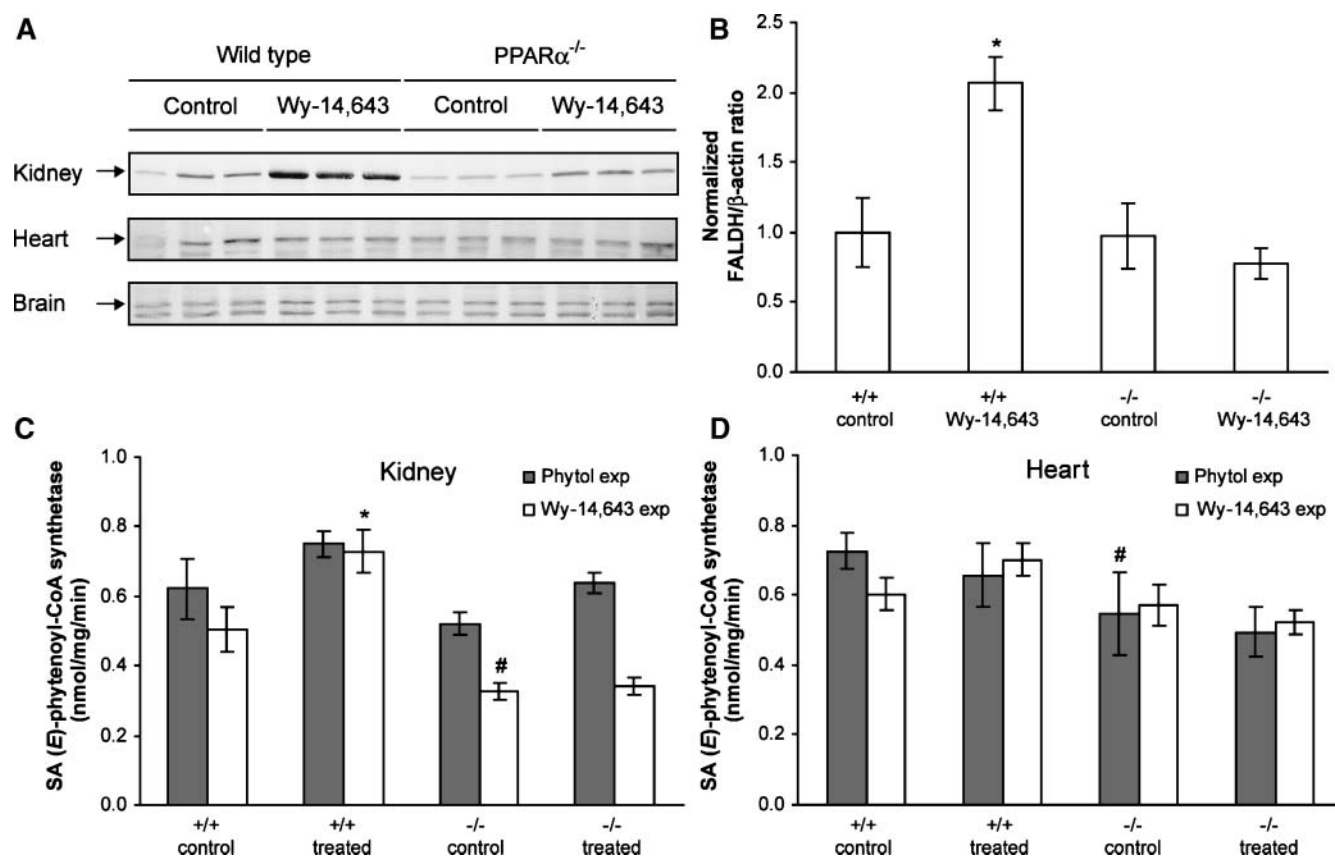 A
Wild type PPARα-/-
Control Wy-14,643 Control Wy-14,643
Kidney
Heart
Brain
B
Normalized
FALDH/β-actin ratio
2.5
2.0
1.5
1.0
0.5
0.0
*
+/+ +/+ -/- -/-
control Wy-14,643 control Wy-14,643
C
SA (E)-phytenoyl-CoA synthetase
(nmol/mg/min)
Kidney
Phytol exp
Wy-14,643 exp
1.0
0.8
0.6
0.4
0.2
0.0
*
#
+/+ +/+ -/- -/-
control treated control treated
D
SA (E)-phytenoyl-CoA synthetase
(nmol/mg/min)
Heart
Phytol exp
Wy-14,643 exp
1.0
0.8
0.6
0.4
0.2
0.0
#
+/+ +/+ -/- -/-
control treated control treated